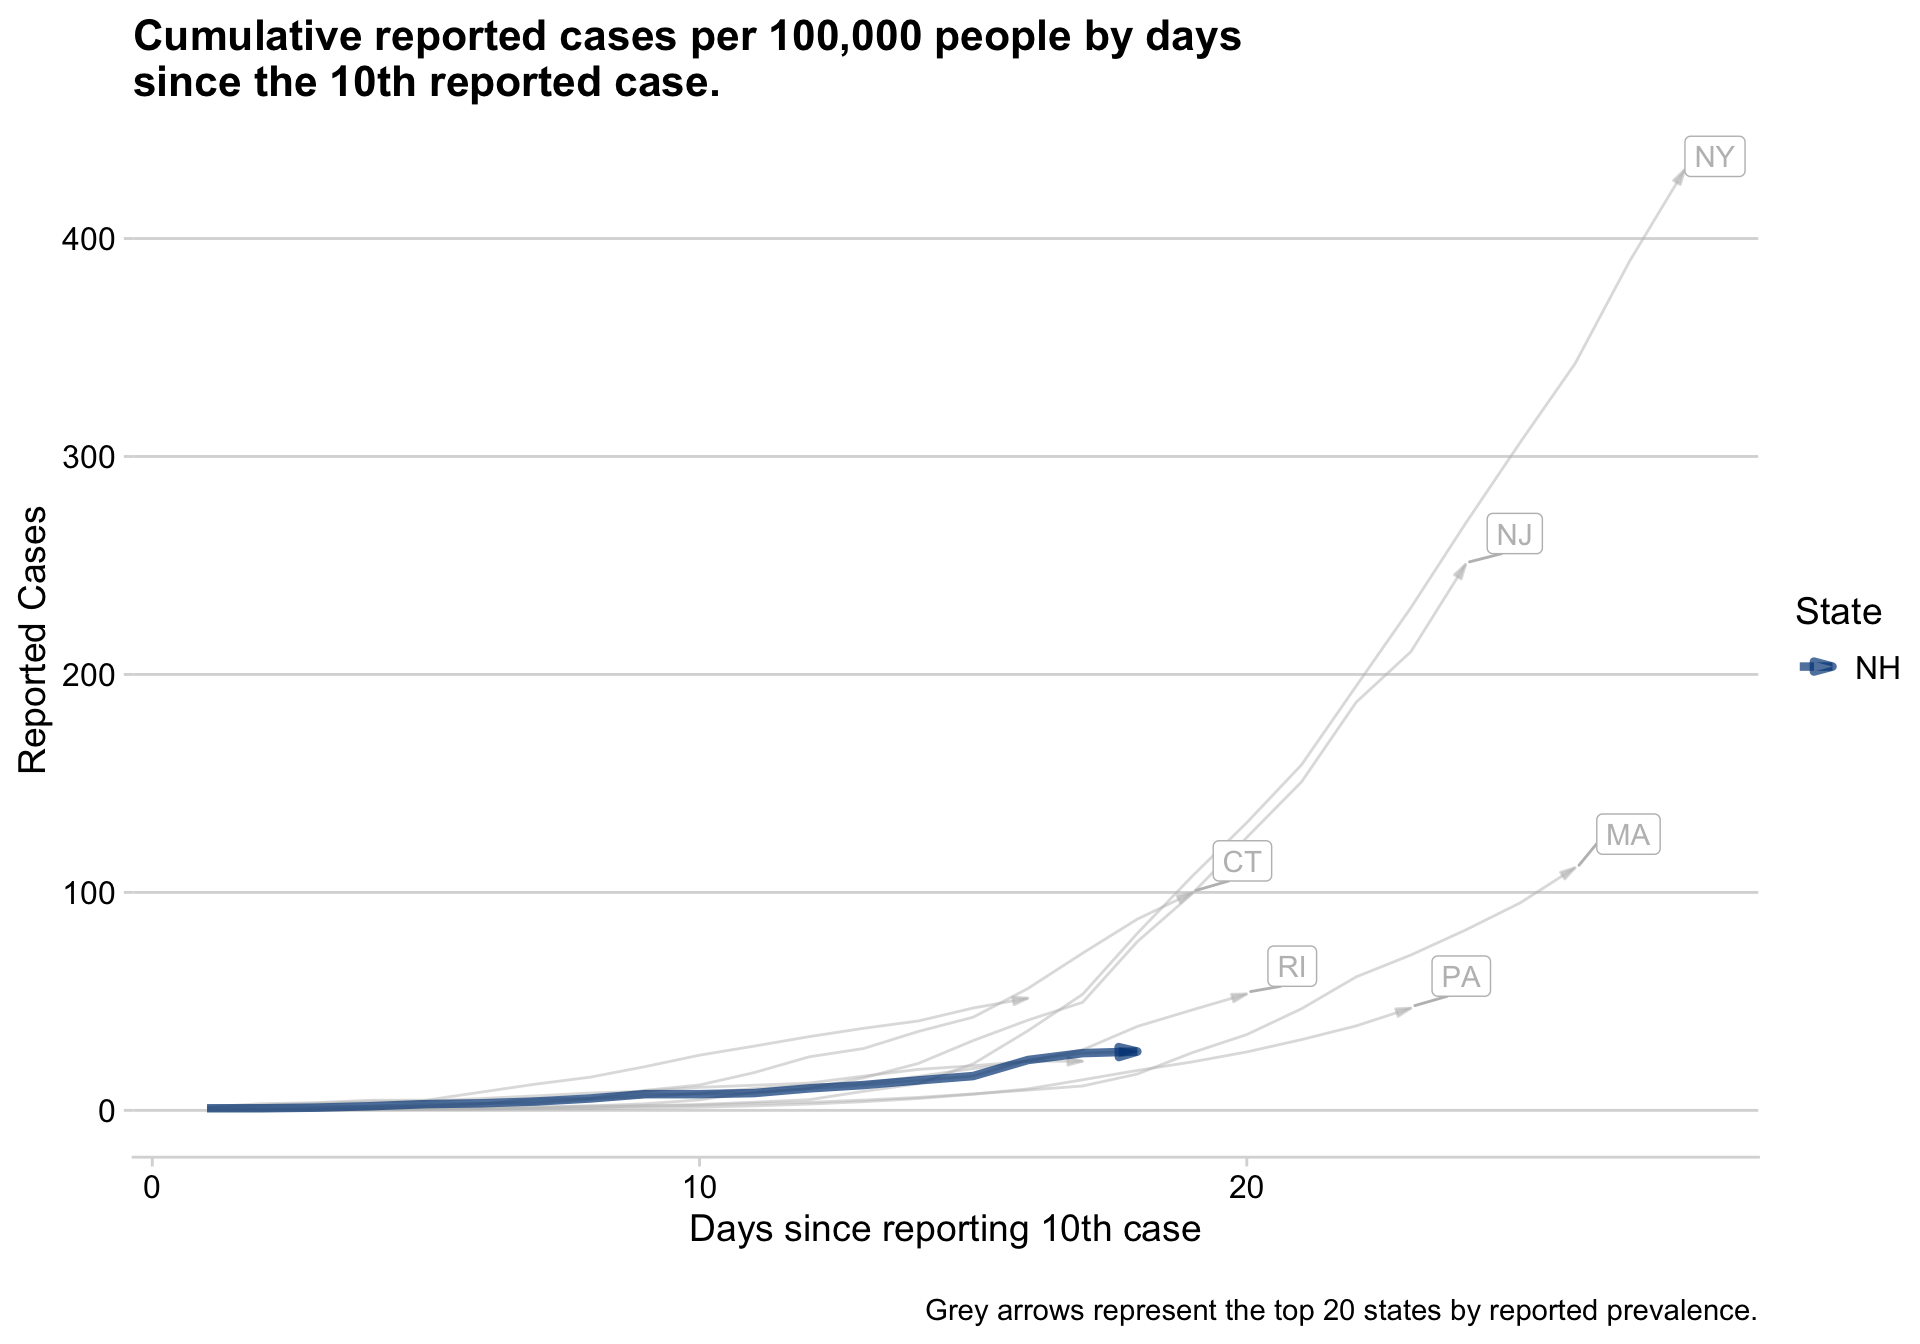 Cumulative reported cases per 100,000 people by days
since the 10th reported case.
NY
400
300
NJ
State
NH
200
Reported Cases
MA
CT
100
RI
PA
0
0 10 20
Days since reporting 10th case
Grey arrows represent the top 20 states by reported prevalence.